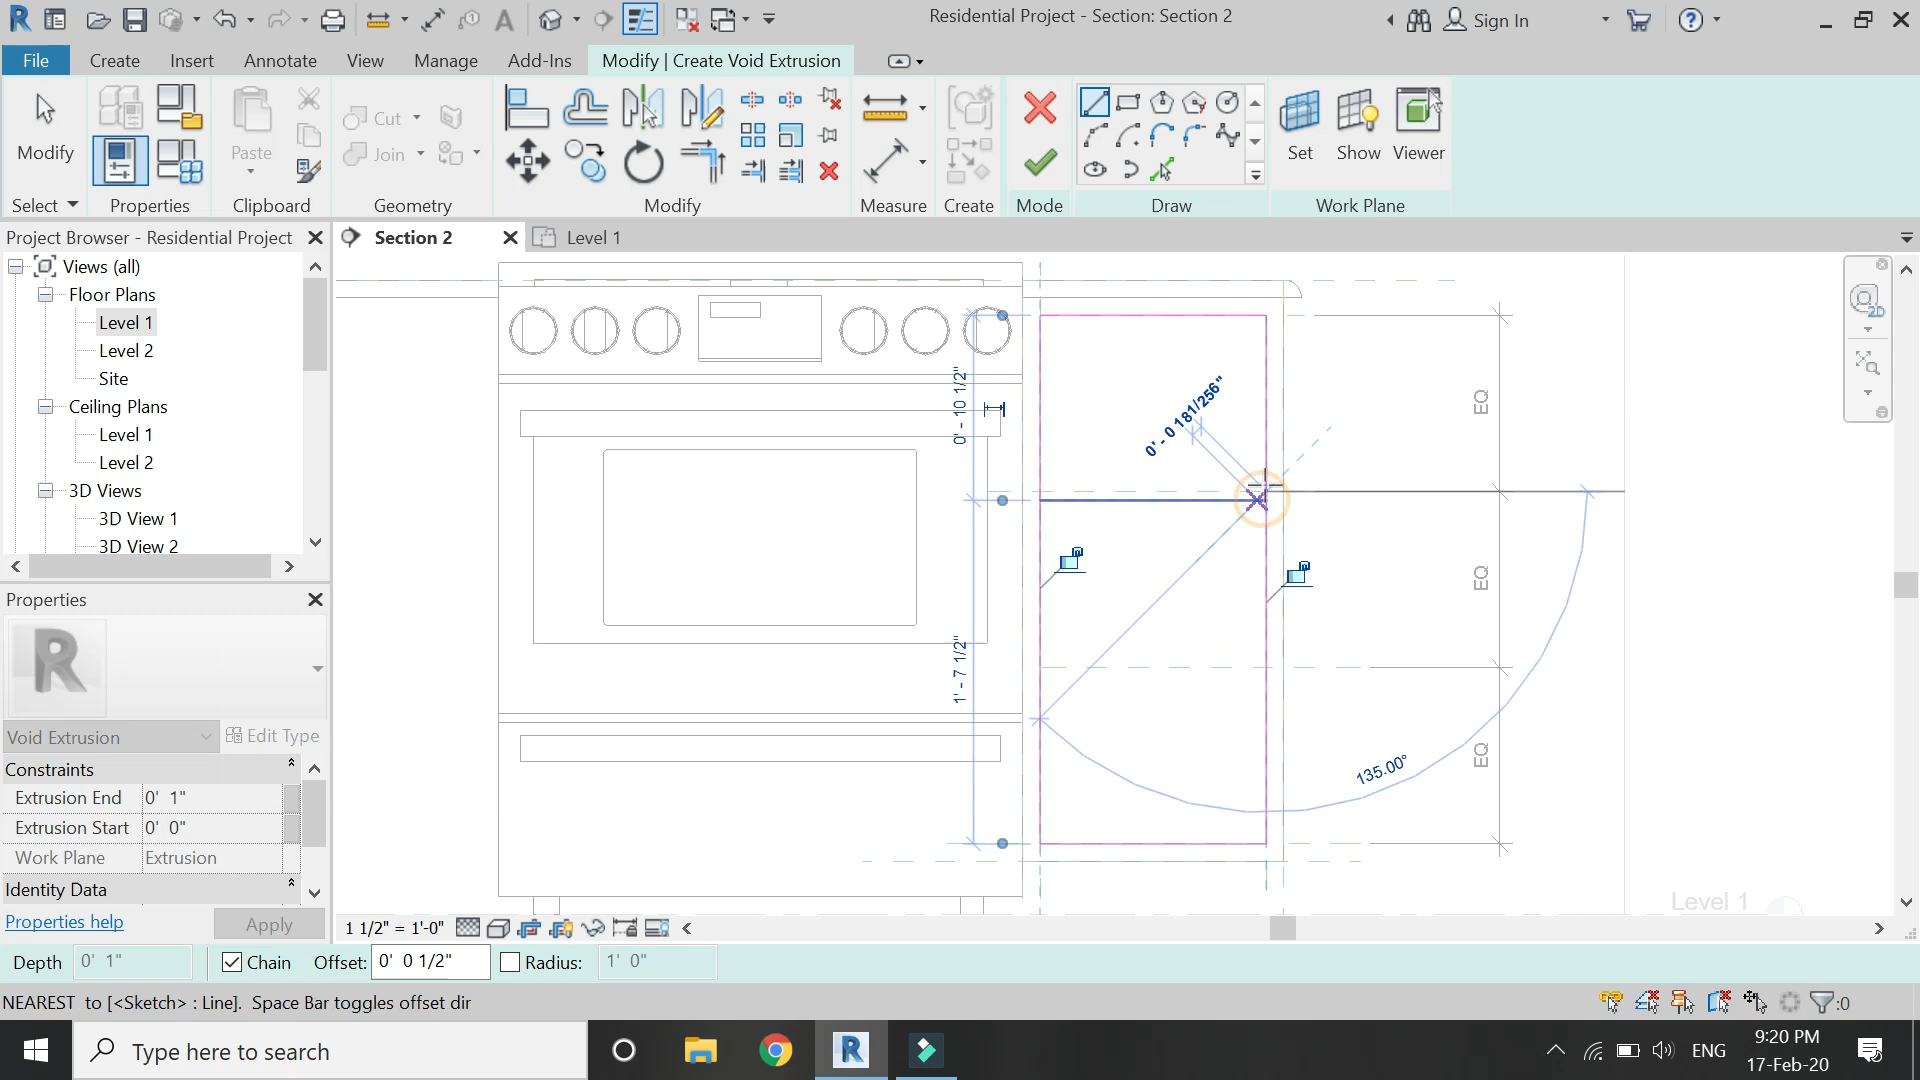 Residential Project - Section: Section 2
Sign In
File
Create
Insert
Annotate
View
Manage
Add-Ins
Modify | Create Void Extrusion
Modify
Paste
Cut
Join
Set
Show
Viewer
Select
Properties
Clipboard
Geometry
Modify
Measure
Create
Mode
Draw
Work Plane
Project Browser - Residential Project
Section 2
Level 1
Views (all)
Floor Plans
Level 1
Level 2
Site
Ceiling Plans
Level 1
Level 2
3D Views
3D View 1
3D View 2
Properties
Void Extrusion
Edit Type
Constraints
Extrusion End 0' 1"
Extrusion Start 0' 0"
Work Plane Extrusion
Identity Data
Properties help
Apply
0' - 10 1/2"
0' - 0 181/256"
1' - 7 1/2"
135.00°
EQ
EQ
EQ
Level 1
2D
1 1/2" = 1'-0"
Depth 0' 1"
Chain
Offset: 0' 0 1/2"
Radius: 1' 0"
NEAREST to [<Sketch> : Line]. Space Bar toggles offset dir
:0
Type here to search
ENG
9:20 PM
17-Feb-20